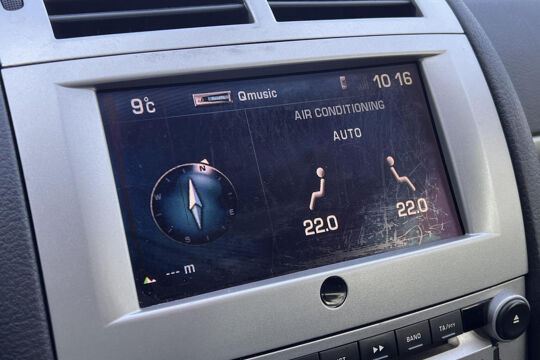 9°c
Qmusic
10 16
AIR CONDITIONING
AUTO
N
W
E
S
22.0
22.0
--- m
BAND
TA/